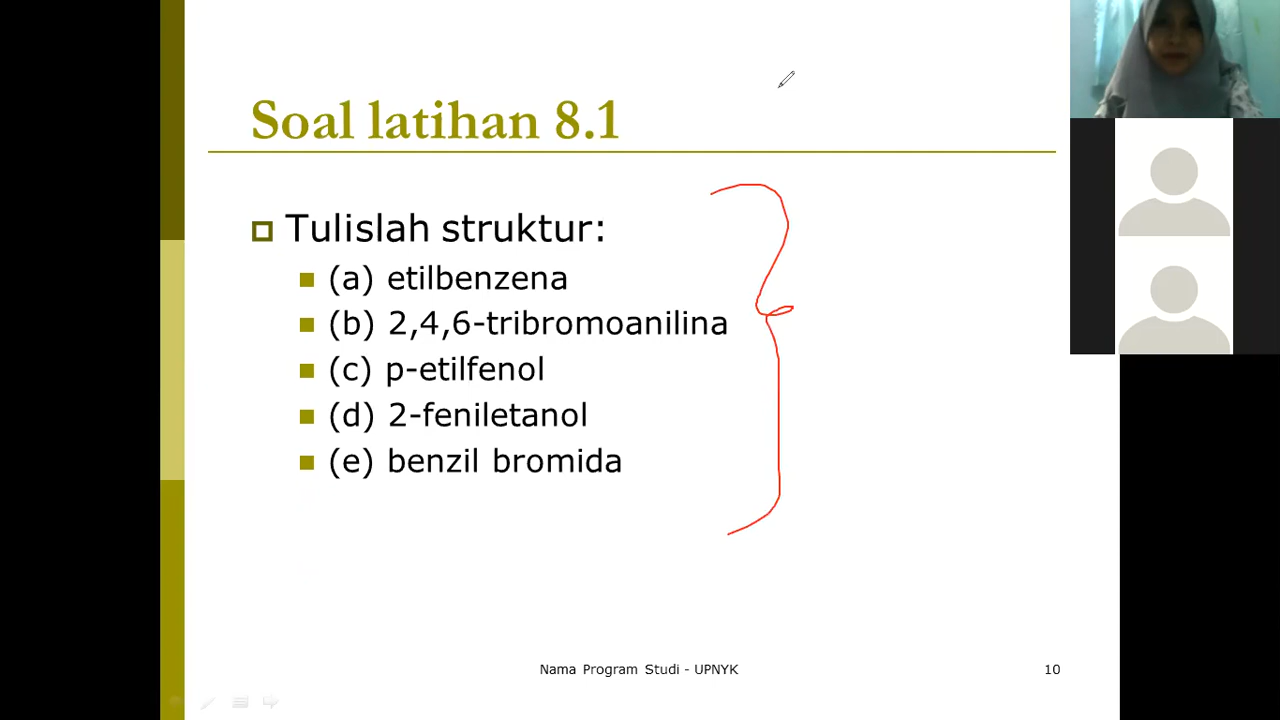 Soal latihan 8.1
Tulislah struktur:
(a) etilbenzena
(b) 2,4,6-tribromoanilina
(c) p-etilfenol
(d) 2-feniletanol
(e) benzil bromida
Nama Program Studi - UPNYK
10